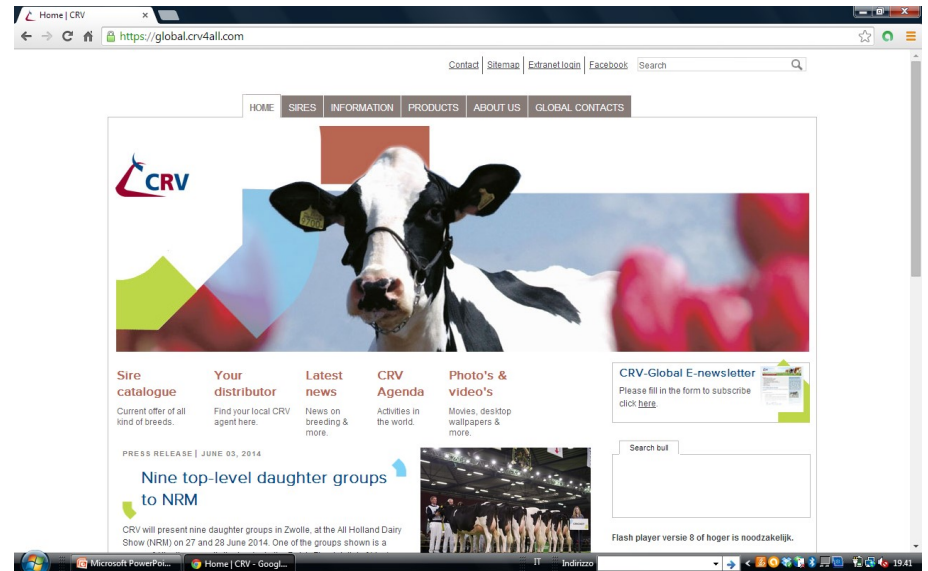 Home | CRV
https://global.crv4all.com
Contact Sitemap Extranet login Facebook Search
HOME SIRES INFORMATION PRODUCTS ABOUT US GLOBAL CONTACTS
CRV
Sire catalogue
Current offer of all
kind of breeds.
Your distributor
Find your local CRV
agent here.
Latest news
News on
breeding &
more.
CRV Agenda
Activities in
the world.
Photo's & video's
Movies, desktop
wallpapers &
more.
CRV-Global E-newsletter
Please fill in the form to subscribe
click here.
PRESS RELEASE | JUNE 03, 2014
Nine top-level daughter groups
to NRM
CRV will present nine daughter groups in Zwolle, at the All Holland Dairy
Show (NRM) on 27 and 28 June 2014. One of the groups shown is a
Search bull
Flash player versie 8 of hoger is noodzakelijk.
Microsoft PowerPoi...
Home | CRV - Googl...
IT
Indirizzo
19.41